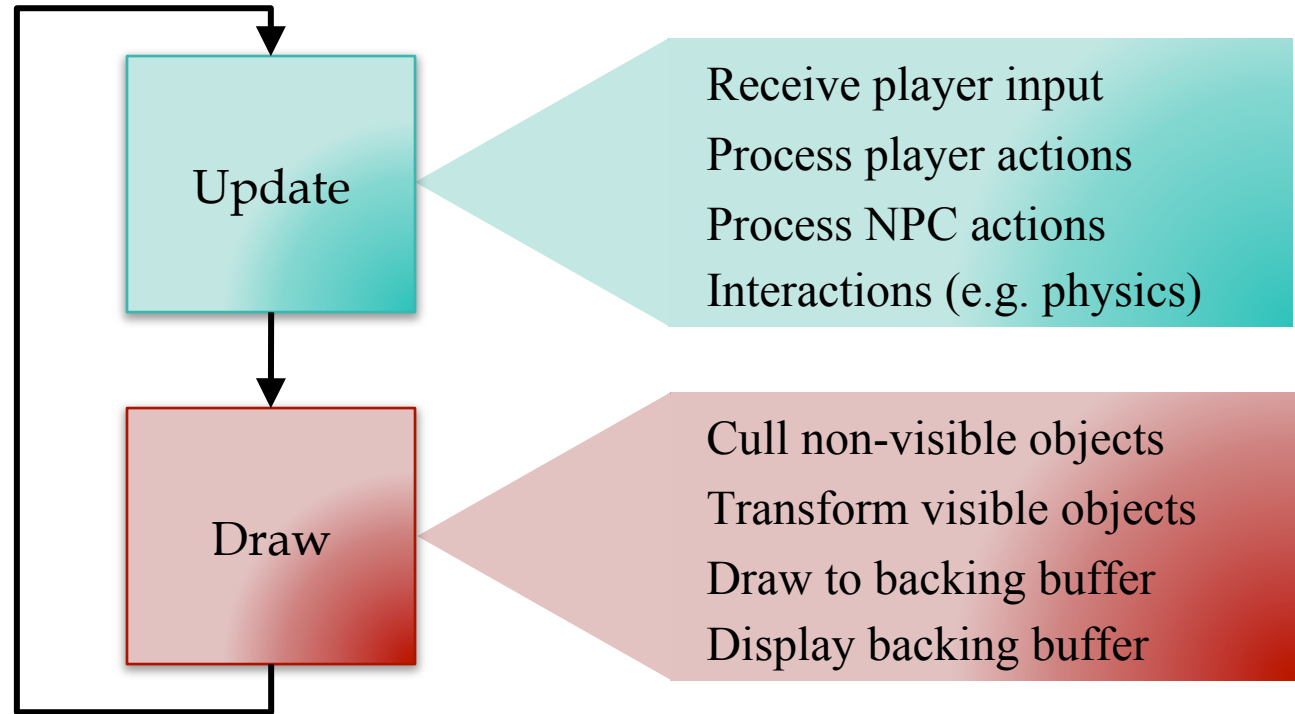 Update
Receive player input
Process player actions
Process NPC actions
Interactions (e.g. physics)
Draw
Cull non-visible objects
Transform visible objects
Draw to backing buffer
Display backing buffer